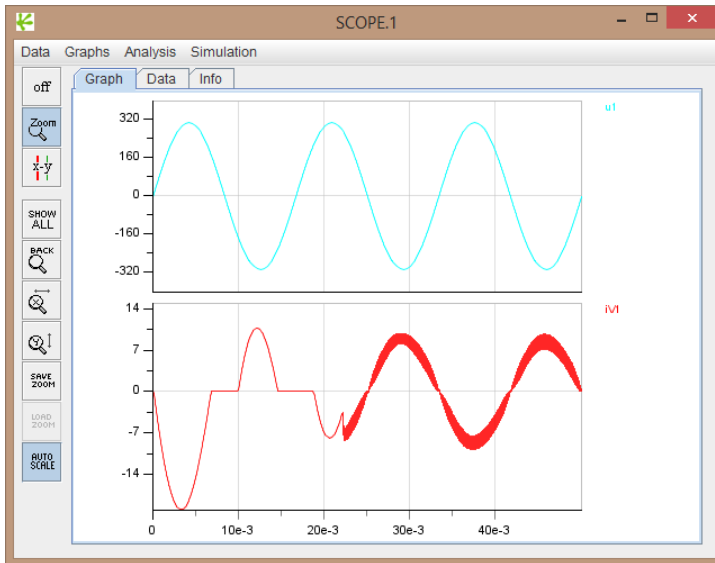 SCOPE.1
Data Graphs Analysis Simulation
off
Zoom
x-y
SHOW
ALL
BACK
X
Y
SAVE
ZOOM
LOAD
ZOOM
AUTO
SCALE
Graph Data Info
320
160
0
-160
-320
u1
14
7
0
-7
-14
iV1
0 10e-3 20e-3 30e-3 40e-3